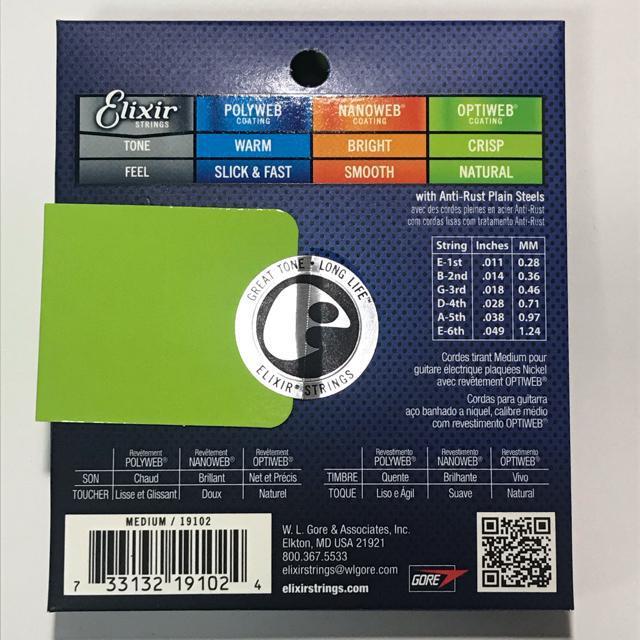 Elixir STRINGS POLYWEB® COATING NANOWEB® COATING OPTIWEB® COATING
TONE WARM BRIGHT CRISP
FEEL SLICK & FAST SMOOTH NATURAL
with Anti-Rust Plain Steels
avec des cordes pleines en acier Anti-Rust
com cordas lisas com tratamento Anti-Rust
String Inches MM
E-1st .011 0.28
B-2nd .014 0.36
G-3rd .018 0.46
D-4th .028 0.71
A-5th .038 0.97
E-6th .049 1.24
GREAT TONE • LONG LIFE™
ELIXIR® STRINGS
Cordes tirant Medium pour
guitare électrique plaquées Nickel
avec revêtement OPTIWEB®
Cordas para guitarra
aço banhado a niquel, calibre médio
com revestimento OPTIWEB®
Revêtement POLYWEB® Revêtement NANOWEB® Revêtement OPTIWEB®
SON Chaud Brillant Net et Précis
TOUCHER Lisse et Glissant Doux Naturel
Revestimento POLYWEB® Revestimento NANOWEB® Revestimento OPTIWEB®
TIMBRE Quente Brilhante Vivo
TOQUE Liso e Ágil Suave Natural
MEDIUM / 19102
7 33132 19102 4
W. L. Gore & Associates, Inc.
Elkton, MD USA 21921
800.367.5533
elixirstrings@wlgore.com
elixirstrings.com
GORE